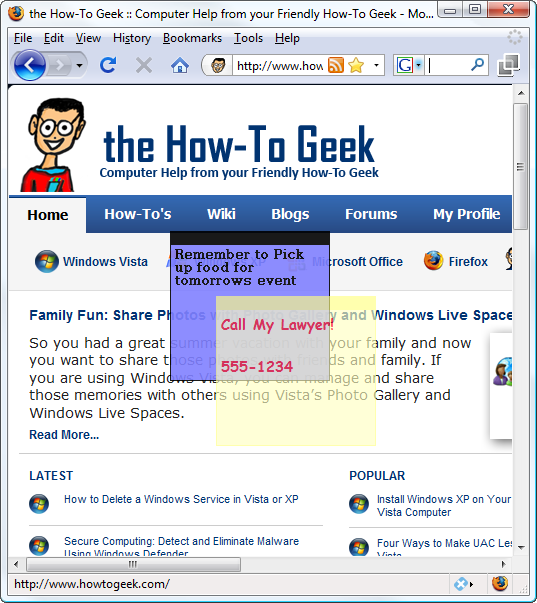 the How-To Geek :: Computer Help from your Friendly How-To Geek - Mo...
File Edit View History Bookmarks Tools Help
http://www.how
G
the How-To Geek
Computer Help from your Friendly How-To Geek
Home How-To's Wiki Blogs Forums My Profile
Windows Vista Microsoft Office Firefox
Remember to Pick
up food for
tomorrows event
Family Fun: Share Photos with Photo Gallery and Windows Live Space
Call My Lawyer!
555-1234
So you had a great summer vacation with your family and now
you want to share those pictures with friends and family. If
you are using Windows Vista, you can manage and share
those memories with others using Vista's Photo Gallery and
Windows Live Spaces.
Read More...
LATEST
How to Delete a Windows Service in Vista or XP
Secure Computing: Detect and Eliminate Malware
Using Windows Defender
POPULAR
Install Windows XP on Your
Vista Computer
Four Ways to Make UAC Les
Vista
http://www.howtogeek.com/